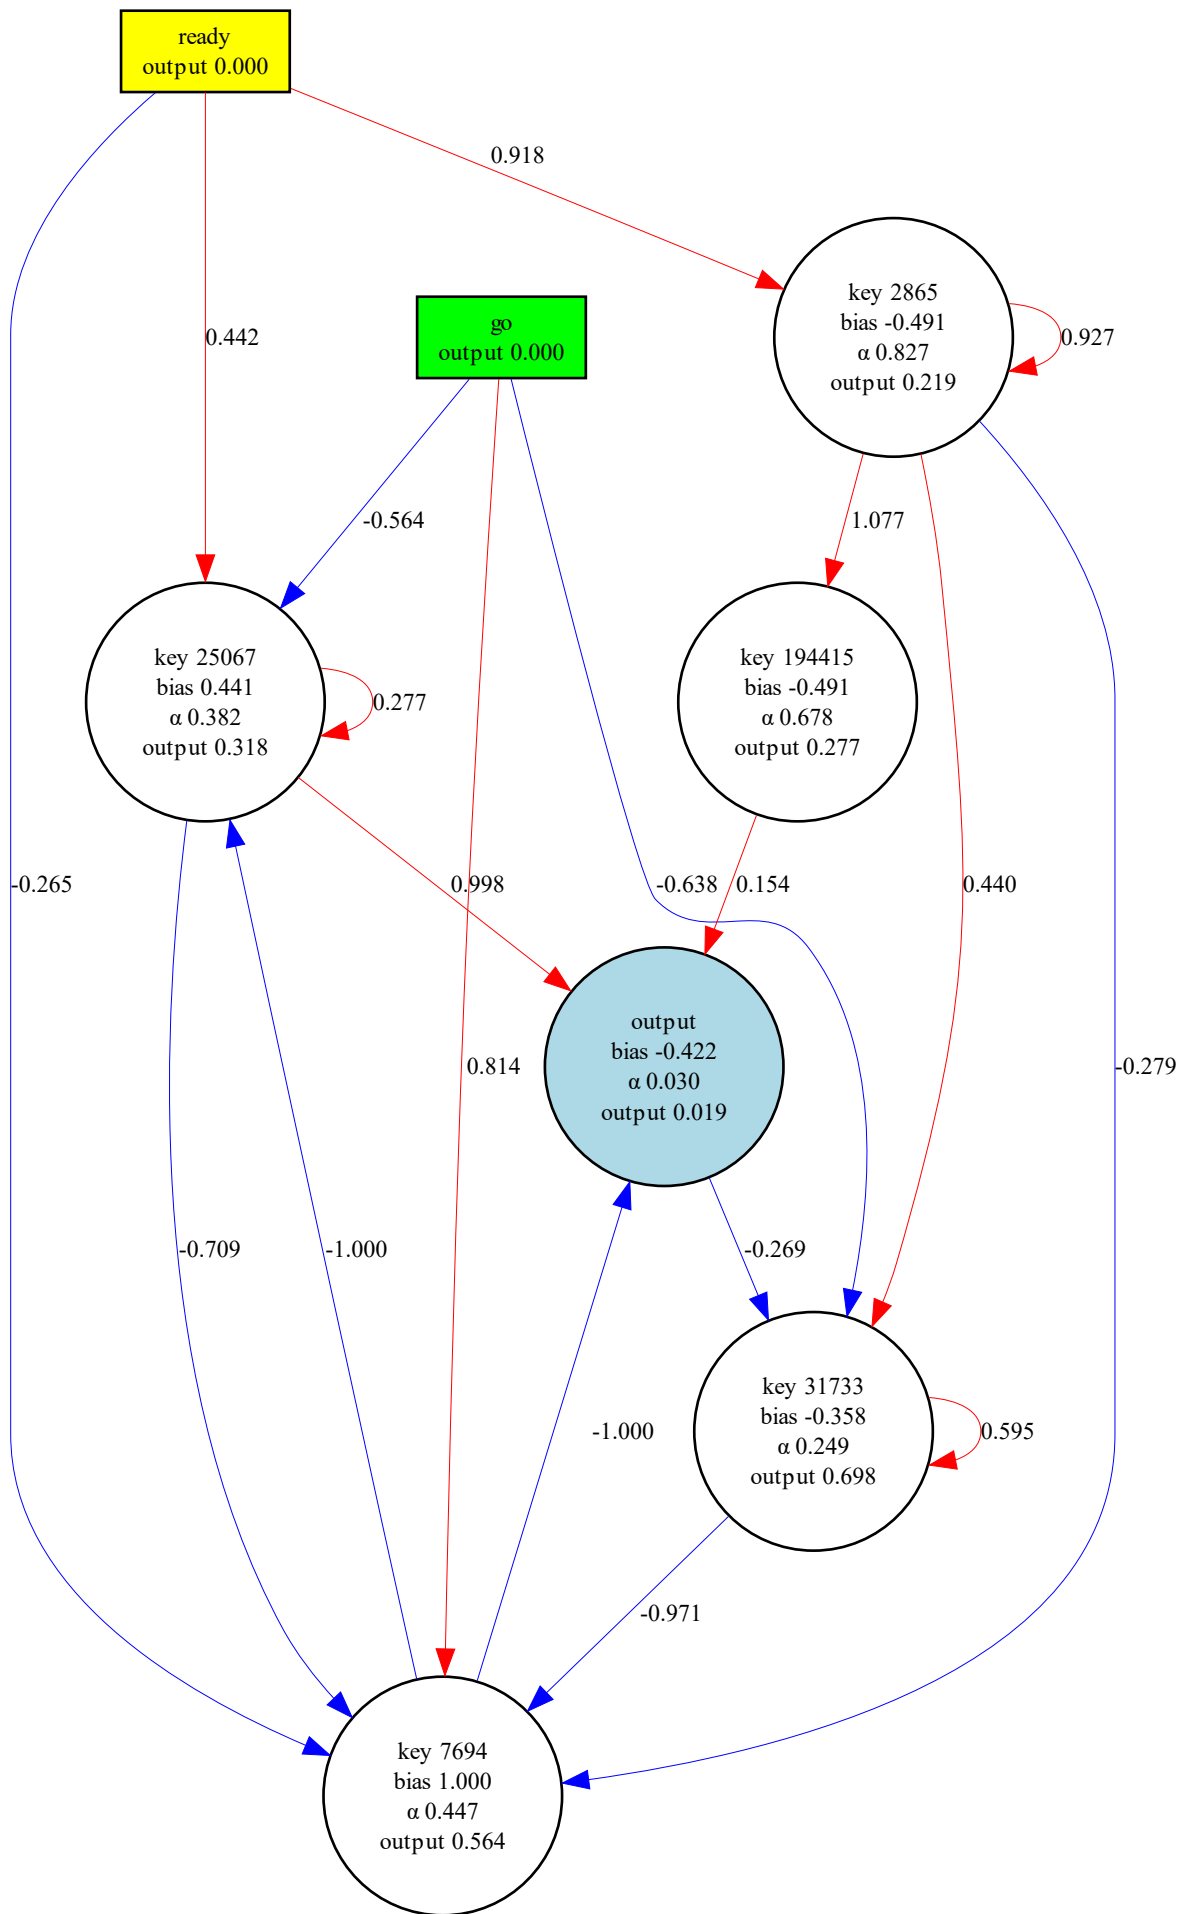 ready
output 0.000
0.918
key 2865
bias -0.491
α 0.827
output 0.219
0.927
go
output 0.000
0.442
-0.564
1.077
key 25067
bias 0.441
α 0.382
output 0.318
0.277
key 194415
bias -0.491
α 0.678
output 0.277
-0.265
0.998
-0.638
0.154
0.440
output
bias -0.422
α 0.030
output 0.019
0.814
-0.279
-0.709
-1.000
-0.269
key 31733
bias -0.358
α 0.249
output 0.698
0.595
-1.000
-0.971
key 7694
bias 1.000
α 0.447
output 0.564